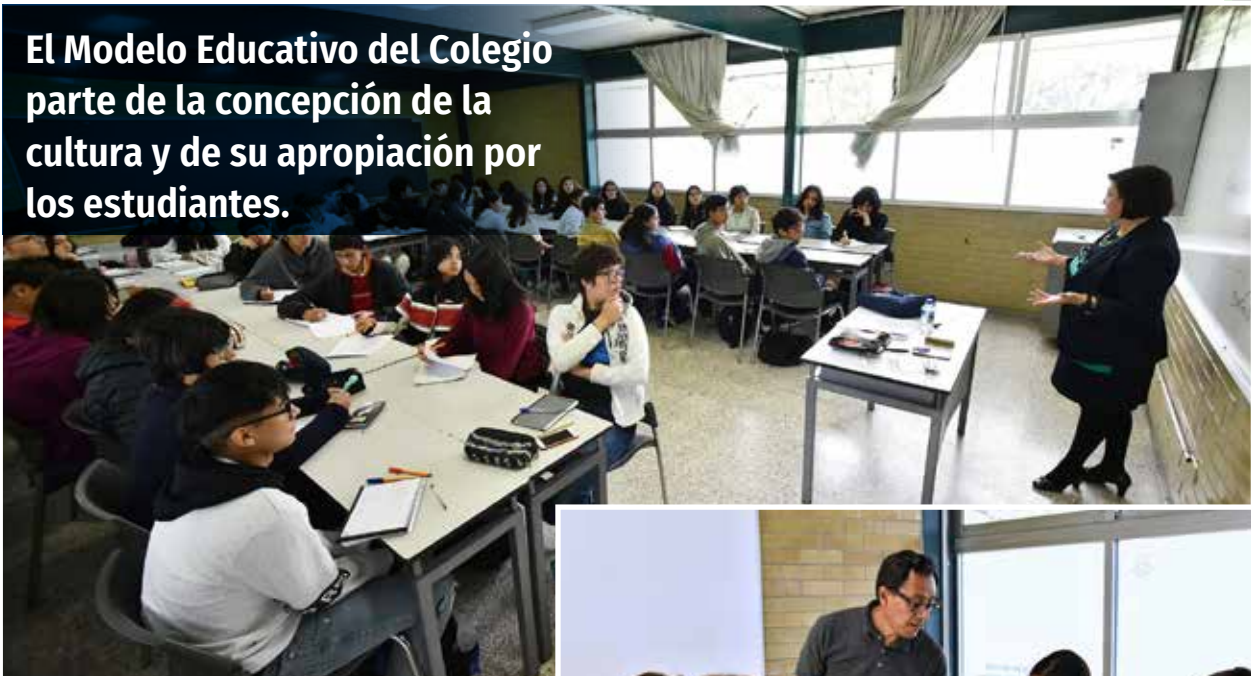 El Modelo Educativo del Colegio
parte de la concepción de la
cultura y de su apropiación por
los estudiantes.